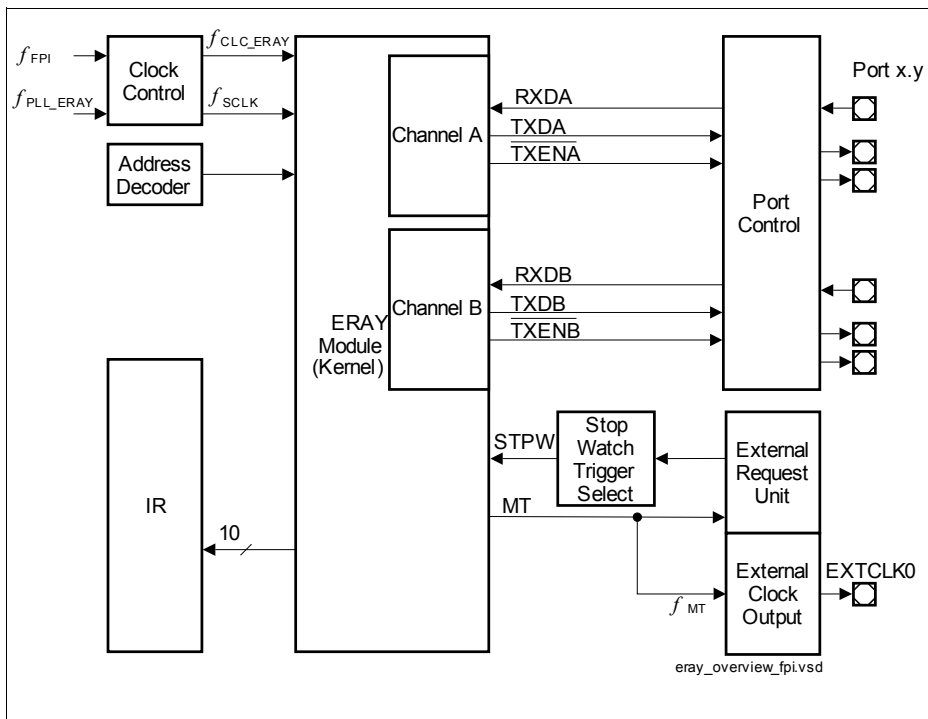 f FPI
f CLC_ERAY
Clock
Control
f PLL_ERAY
f SCLK
Address
Decoder
IR
10
ERAY
Module
(Kernel)
Channel A
RXDA
TXDA
TXENA
Channel B
RXDB
TXDB
TXENB
Port
Control
Port x.y
STPW
Stop
Watch
Trigger
Select
External
Request
Unit
MT
f MT
External
Clock
Output
EXTCLK0
eray_overview_fpi.vsd